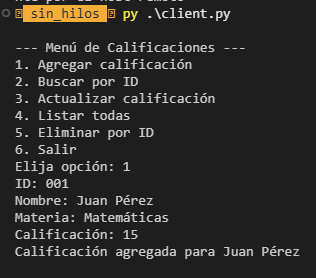 sin_hilos py .\client.py
--- Menú de Calificaciones ---
1. Agregar calificación
2. Buscar por ID
3. Actualizar calificación
4. Listar todas
5. Eliminar por ID
6. Salir
Elija opción: 1
ID: 001
Nombre: Juan Pérez
Materia: Matemáticas
Calificación: 15
Calificación agregada para Juan Pérez